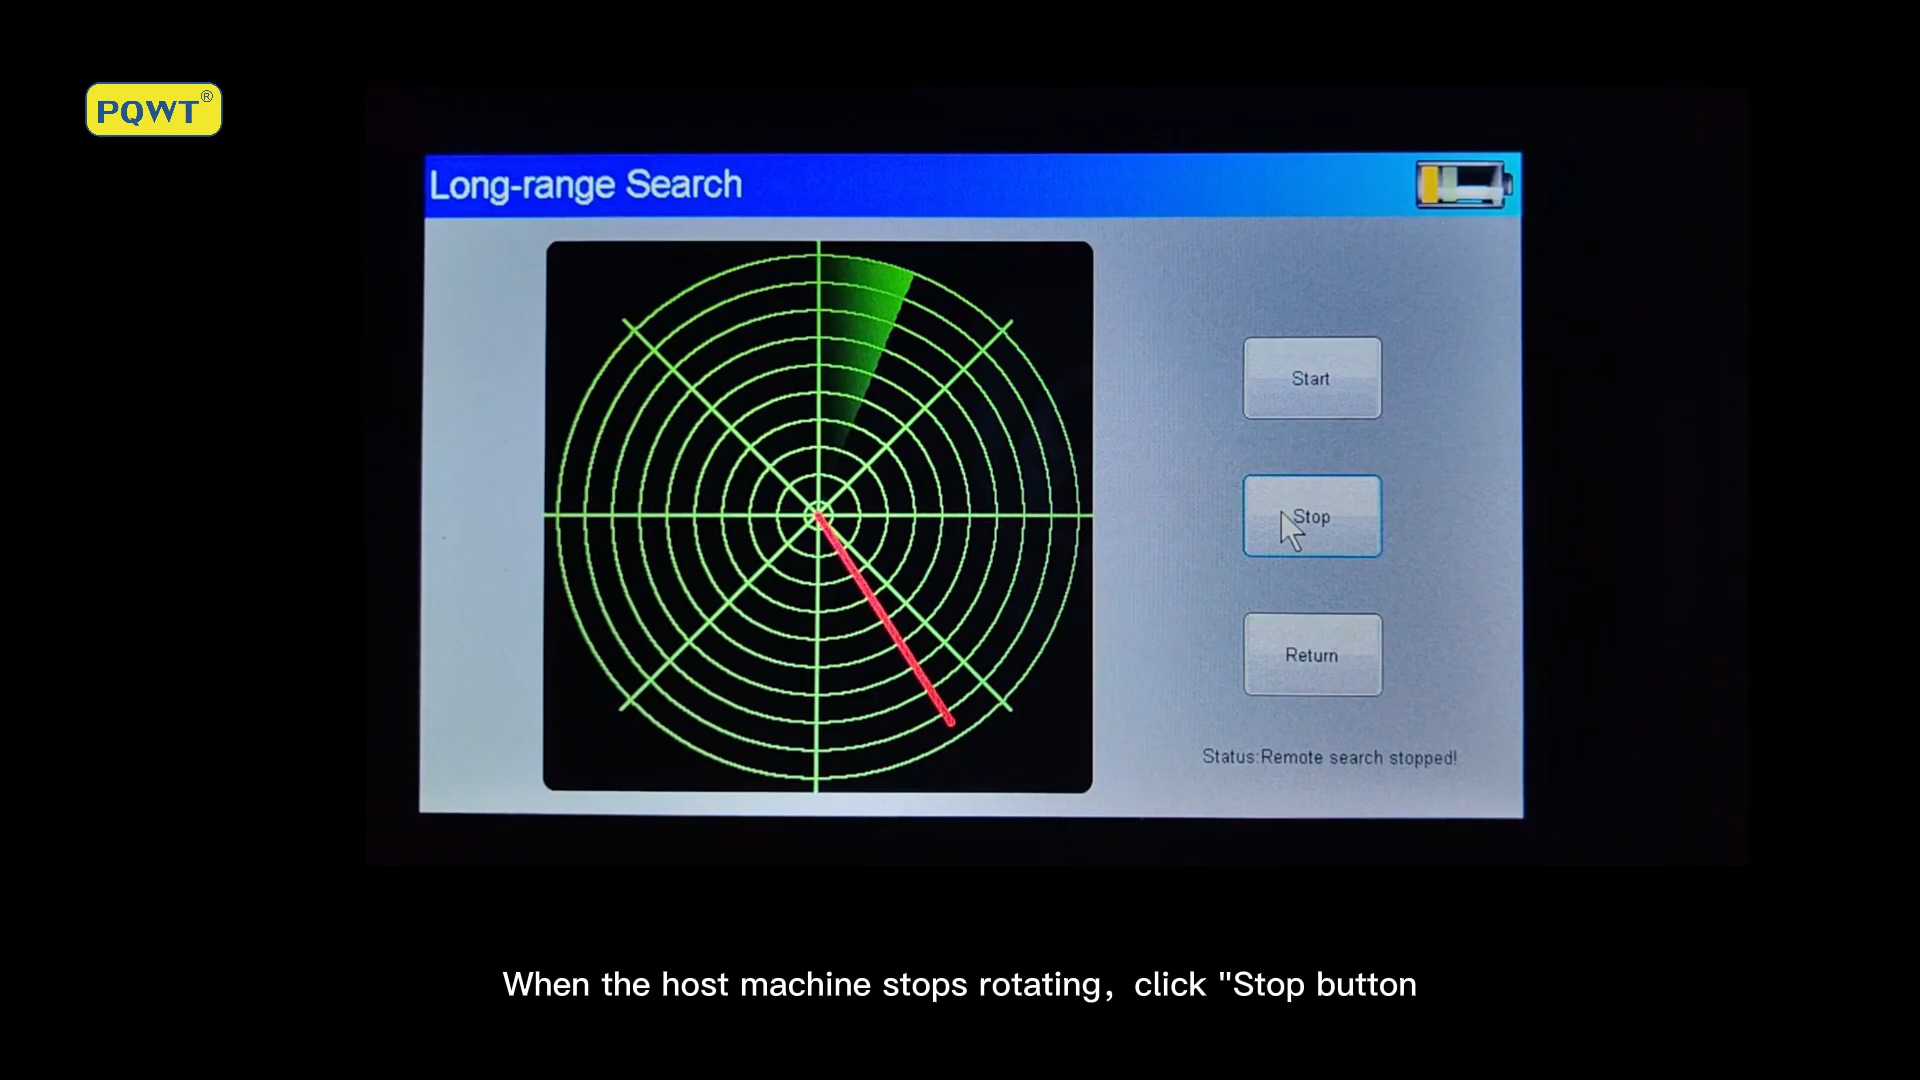 PQWT®
Long-range Search
Start
Stop
Return
Status:Remote search stopped!
When the host machine stops rotating, click "Stop button